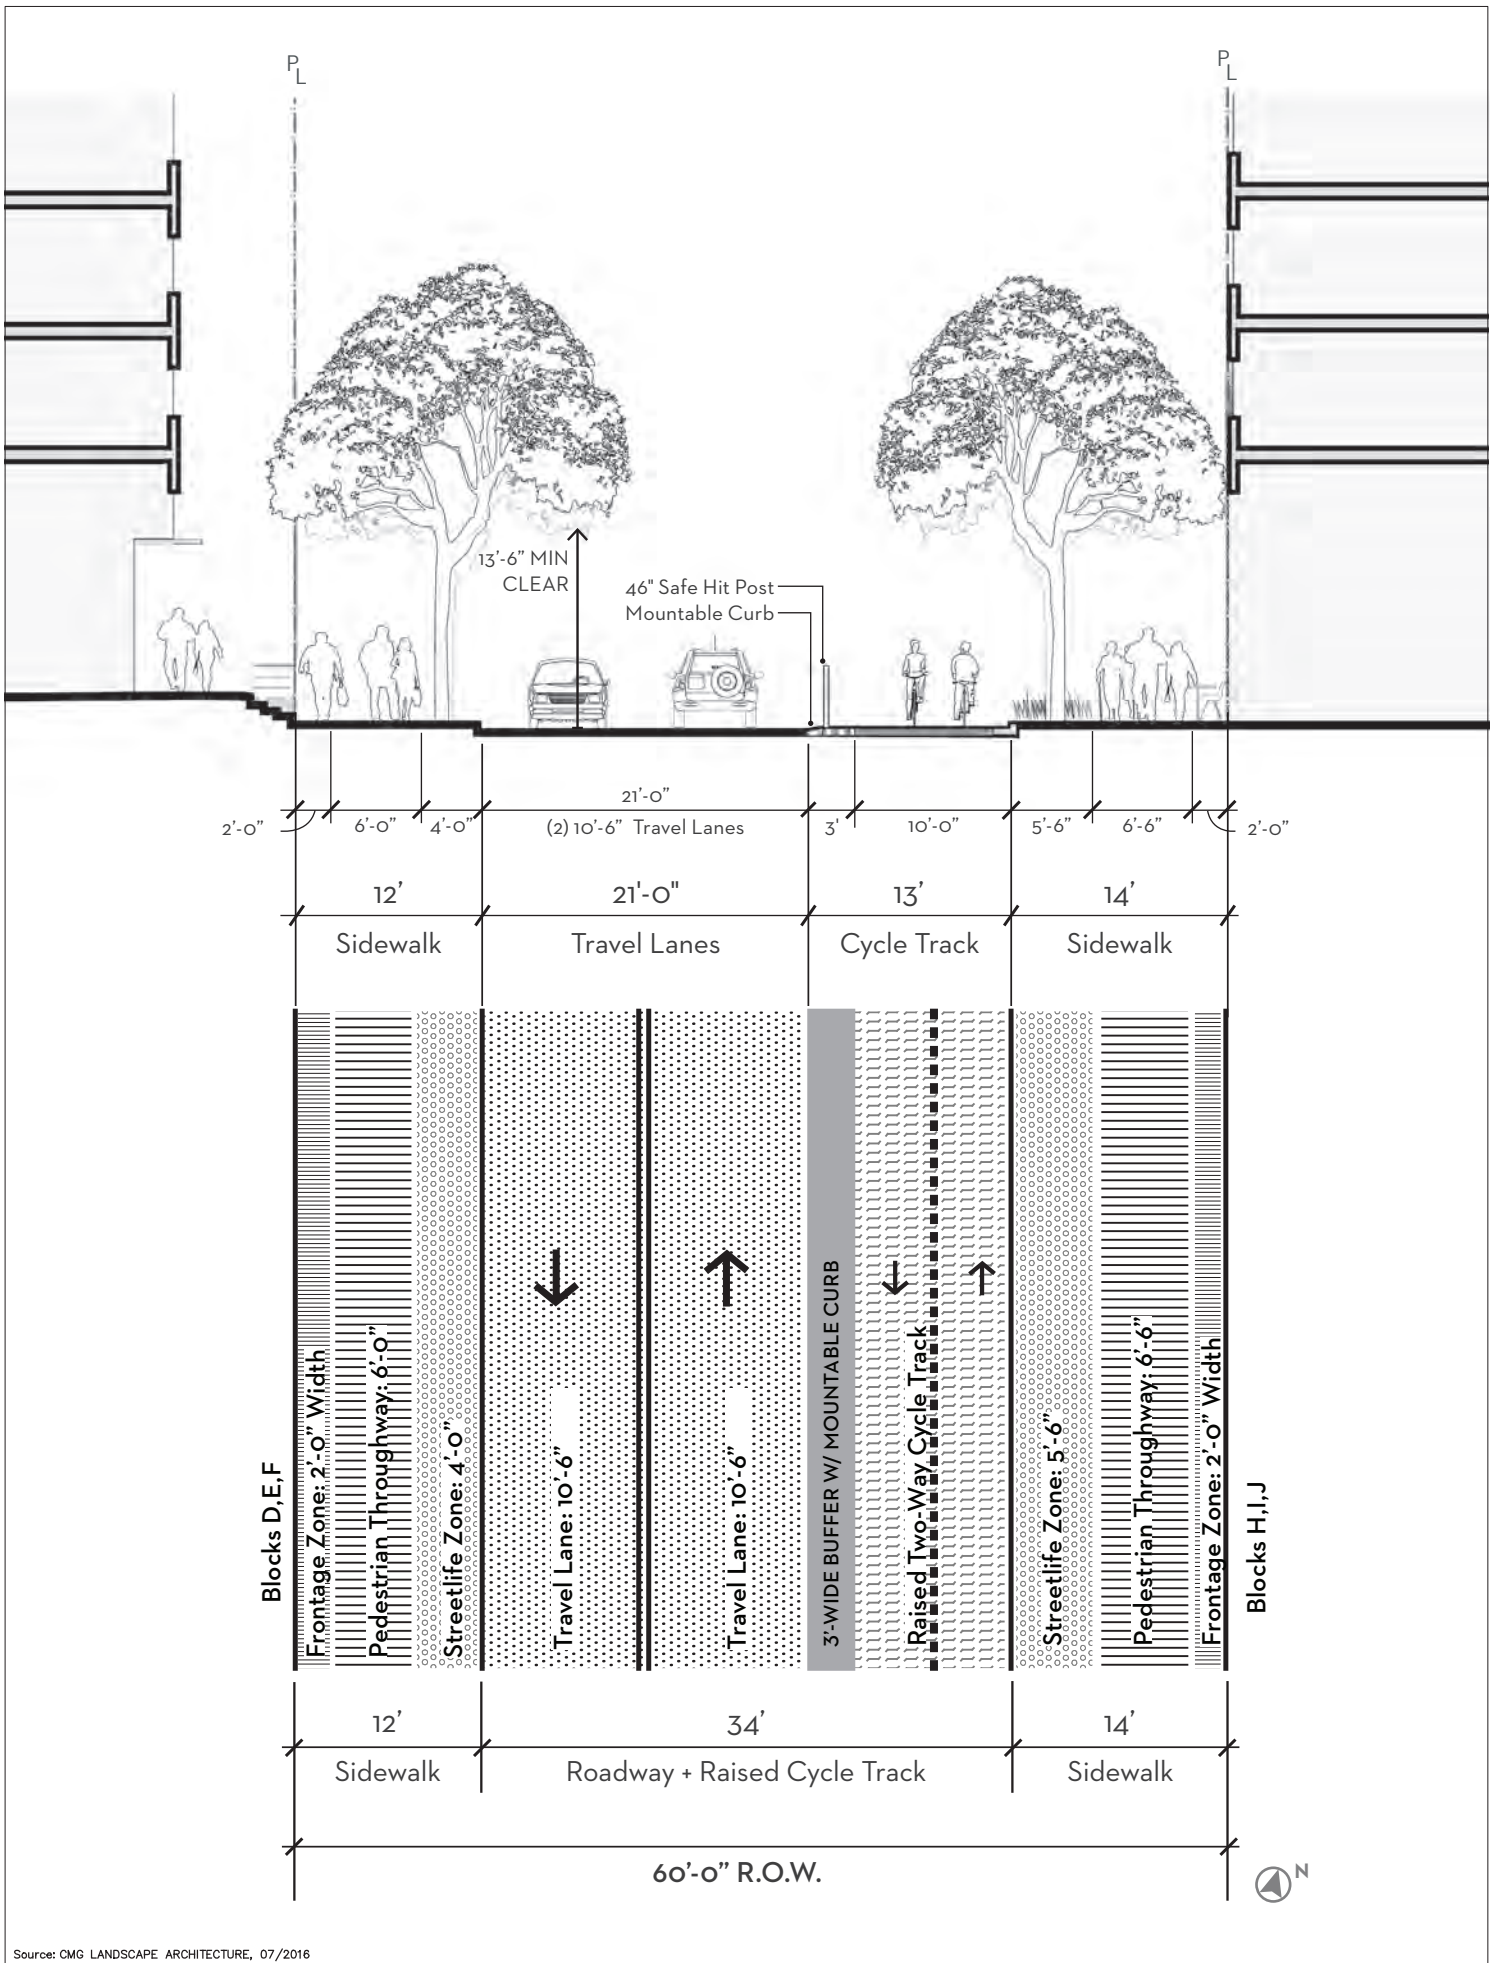 PL
PL
13'-6" MIN
CLEAR
46" Safe Hit Post
Mountable Curb
21'-0"
2'-0"
6'-0"
4'-0"
(2) 10'-6" Travel Lanes
3'
10'-0"
5'-6"
6'-6"
2'-0"
12'
21'-0"
13'
14'
Sidewalk
Travel Lanes
Cycle Track
Sidewalk
Blocks D,E,F
Frontage Zone: 2'-0" Width
Pedestrian Throughway: 6'-0"
Streetlife Zone: 4'-0"
Travel Lane: 10'-6"
Travel Lane: 10'-6"
3'-WIDE BUFFER W/ MOUNTABLE CURB
Raised Two-Way Cycle Track
Streetlife Zone: 5'-6"
Pedestrian Throughway: 6'-6"
Frontage Zone: 2'-0" Width
Blocks H,I,J
12'
34'
14'
Sidewalk
Roadway + Raised Cycle Track
Sidewalk
60'-0" R.O.W.
N
Source: CMG LANDSCAPE ARCHITECTURE, 07/2016